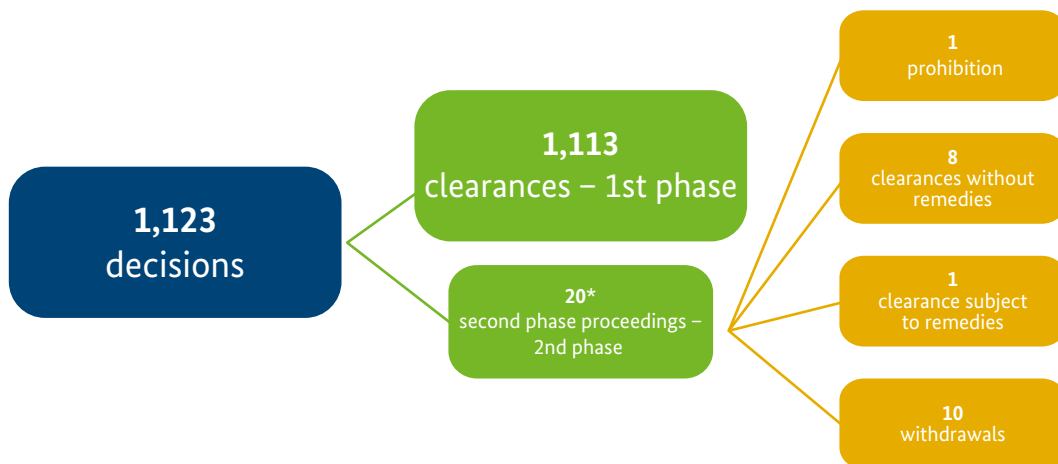 1,123
decisions
1,113
clearances – 1st phase
20*
second phase proceedings –
2nd phase
1
prohibition
8
clearances without
remedies
1
clearance subject
to remedies
10
withdrawals